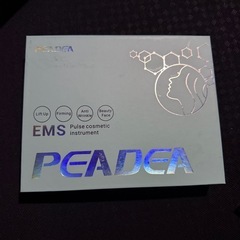 PEADEA
Lift Up
Firming
Anti
Wrinkle
Beauty
Face
EMS Pulse cosmetic
instrument
PEADEA